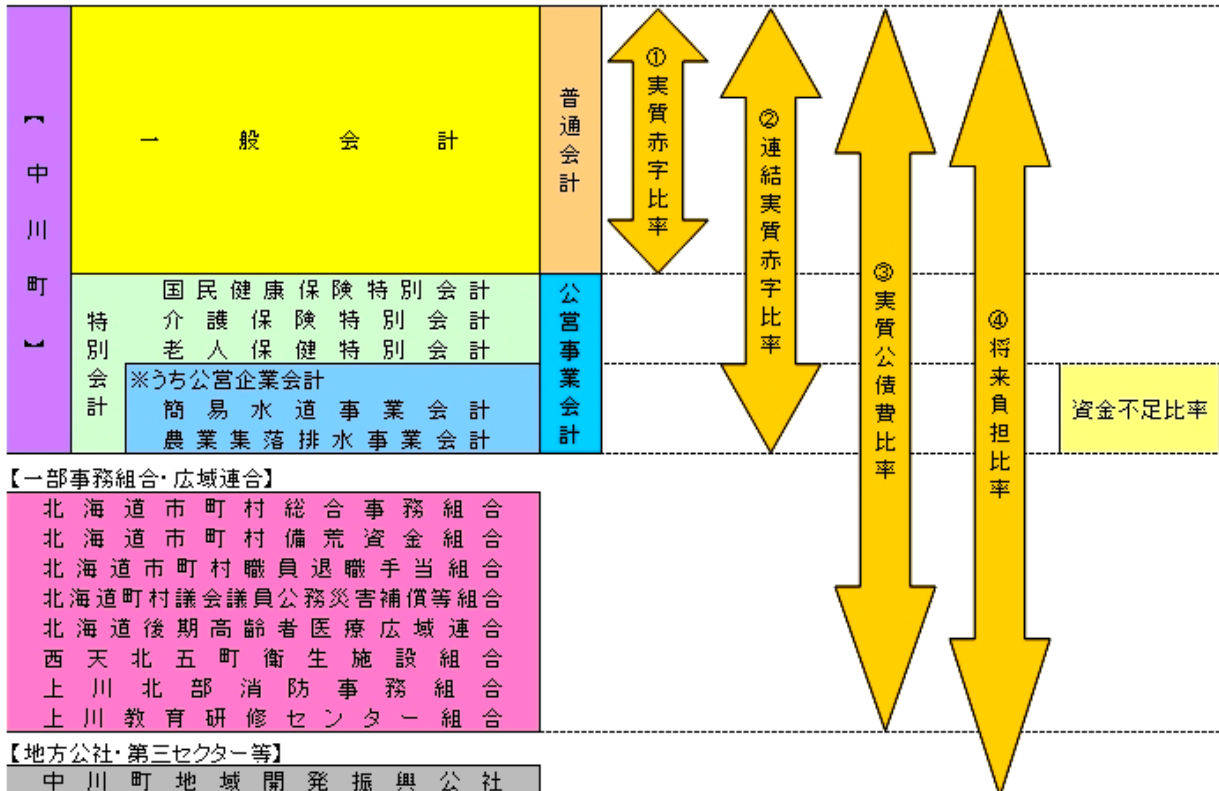 【中川町】
一般会計
普通会計
①実質赤字比率
②連結実質赤字比率
③実質公債費比率
④将来負担比率
特別会計
国民健康保険特別会計
介護保険特別会計
老人保健特別会計
※うち公営企業会計
簡易水道事業会計
農業集落排水事業会計
公営事業会計
資金不足比率
【一部事務組合・広域連合】
北海道市町村総合事務組合
北海道市町村備荒資金組合
北海道市町村職員退職手当組合
北海道町村議会議員公務災害補償等組合
北海道後期高齢者医療広域連合
西天北五町衛生施設組合
上川北部消防事務組合
上川教育研修センター組合
【地方公社・第三セクター等】
中川町地域開発振興公社